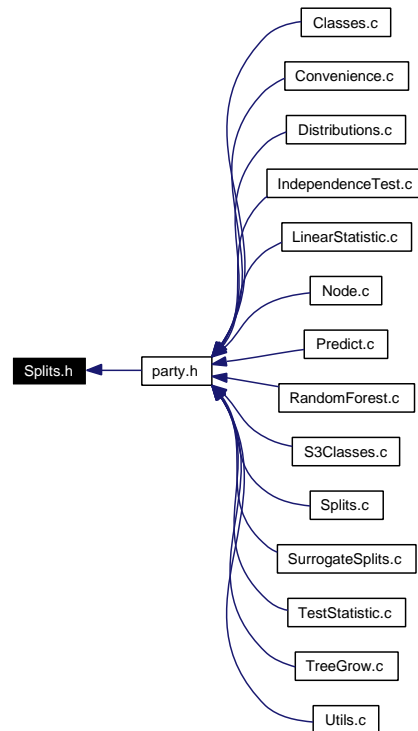 Classes.c
Convenience.c
Distributions.c
IndependenceTest.c
LinearStatistic.c
Node.c
Predict.c
Splits.h
party.h
RandomForest.c
S3Classes.c
Splits.c
SurrogateSplits.c
TestStatistic.c
TreeGrow.c
Utils.c